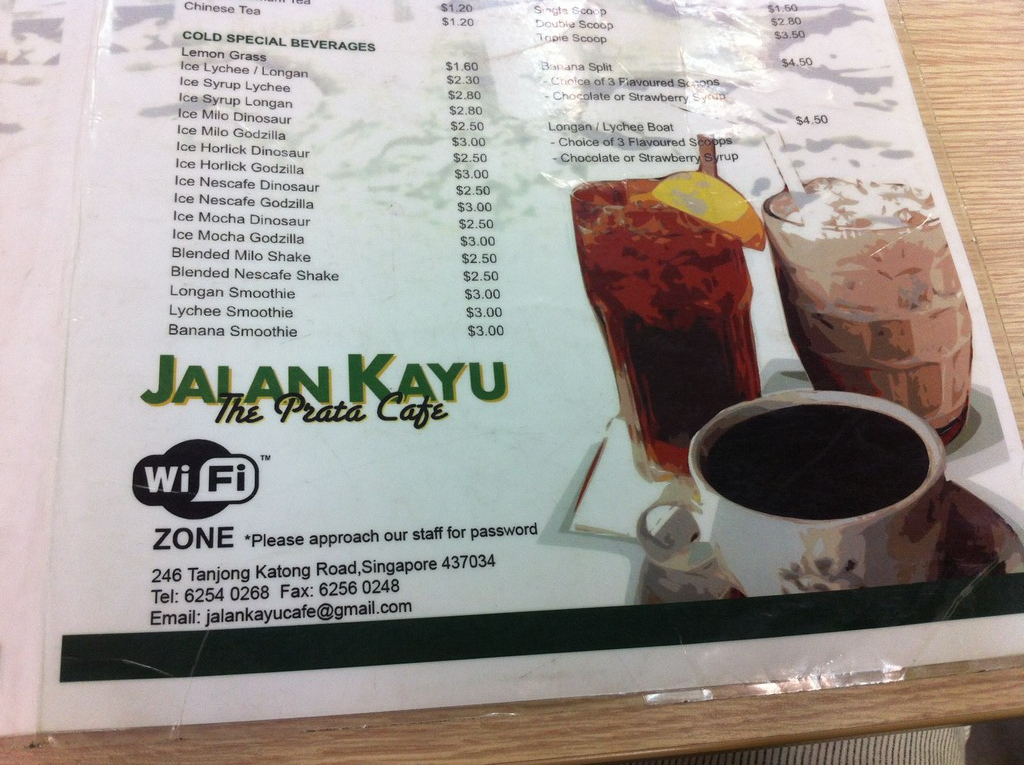 Tea $1.20
Chinese Tea $1.20
COLD SPECIAL BEVERAGES
Lemon Grass $1.60
Ice Lychee / Longan $2.30
Ice Syrup Lychee $2.80
Ice Syrup Longan $2.80
Ice Milo Dinosaur $2.50
Ice Milo Godzilla $3.00
Ice Horlick Dinosaur $2.50
Ice Horlick Godzilla $3.00
Ice Nescafe Dinosaur $2.50
Ice Nescafe Godzilla $3.00
Ice Mocha Dinosaur $2.50
Ice Mocha Godzilla $3.00
Blended Milo Shake $2.50
Blended Nescafe Shake $2.50
Longan Smoothie $3.00
Lychee Smoothie $3.00
Banana Smoothie $3.00
Single Scoop $1.50
Double Scoop $2.80
Triple Scoop $3.50
Banana Split $4.50
- Choice of 3 Flavoured Scoops
- Chocolate or Strawberry Syrup
Longan / Lychee Boat $4.50
- Choice of 3 Flavoured Scoops
- Chocolate or Strawberry Syrup
JALAN KAYU
The Prata Cafe
Wi Fi TM
ZONE *Please approach our staff for password
246 Tanjong Katong Road,Singapore 437034
Tel: 6254 0268 Fax: 6256 0248
Email: jalankayucafe@gmail.com